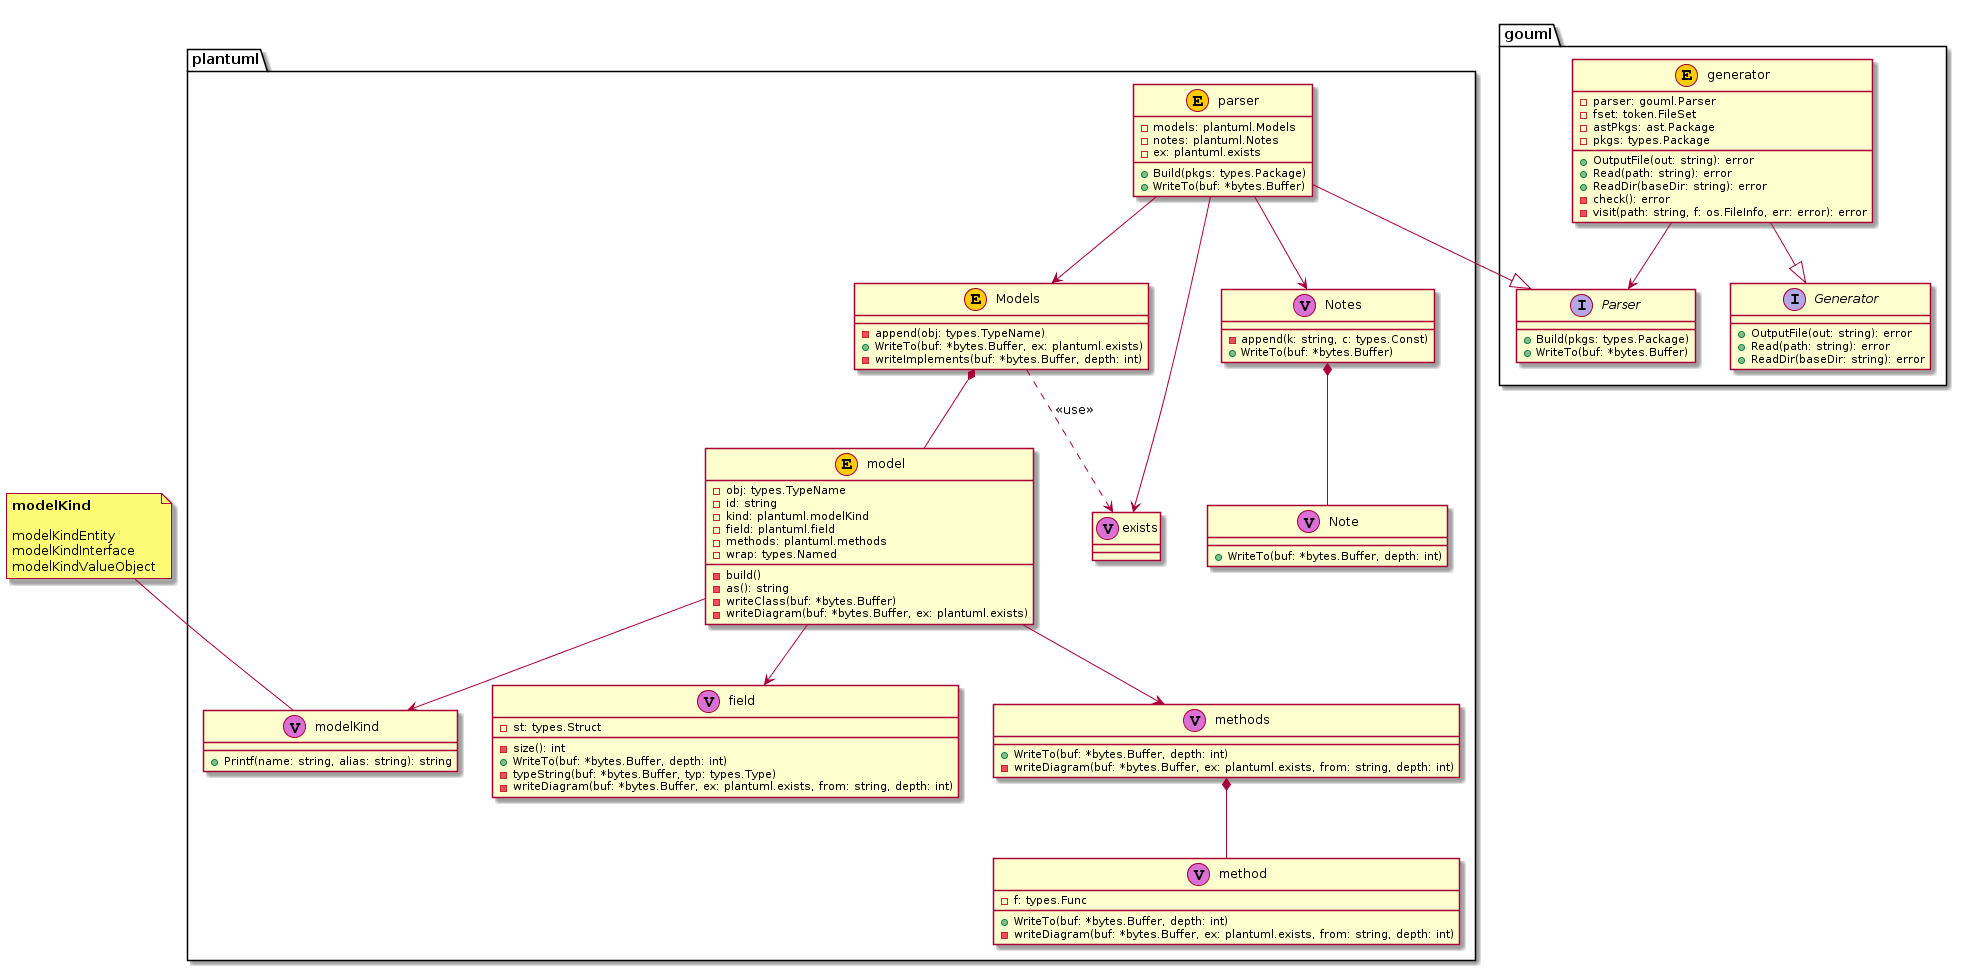 plantuml
gouml
E generator
parser: gouml.Parser
fset: token.FileSet
astPkgs: ast.Package
pkgs: types.Package
OutputFile(out: string): error
Read(path: string): error
ReadDir(baseDir: string): error
check(): error
visit(path: string, f: os.FileInfo, err: error): error
E parser
models: plantuml.Models
notes: plantuml.Notes
ex: plantuml.exists
Build(pkgs: types.Package)
WriteTo(buf: *bytes.Buffer)
E Models
append(obj: types.TypeName)
WriteTo(buf: *bytes.Buffer, ex: plantuml.exists)
writeImplements(buf: *bytes.Buffer, depth: int)
V Notes
append(k: string, c: types.Const)
WriteTo(buf: *bytes.Buffer)
I Parser
Build(pkgs: types.Package)
WriteTo(buf: *bytes.Buffer)
I Generator
OutputFile(out: string): error
Read(path: string): error
ReadDir(baseDir: string): error
«use»
E model
obj: types.TypeName
id: string
kind: plantuml.modelKind
field: plantuml.field
methods: plantuml.methods
wrap: types.Named
build()
as(): string
writeClass(buf: *bytes.Buffer)
writeDiagram(buf: *bytes.Buffer, ex: plantuml.exists)
V exists
V Note
WriteTo(buf: *bytes.Buffer, depth: int)
modelKind
modelKindEntity
modelKindInterface
modelKindValueObject
V modelKind
Printf(name: string, alias: string): string
V field
st: types.Struct
size(): int
WriteTo(buf: *bytes.Buffer, depth: int)
typeString(buf: *bytes.Buffer, typ: types.Type)
writeDiagram(buf: *bytes.Buffer, ex: plantuml.exists, from: string, depth: int)
V methods
WriteTo(buf: *bytes.Buffer, depth: int)
writeDiagram(buf: *bytes.Buffer, ex: plantuml.exists, from: string, depth: int)
V method
f: types.Func
WriteTo(buf: *bytes.Buffer, depth: int)
writeDiagram(buf: *bytes.Buffer, ex: plantuml.exists, from: string, depth: int)